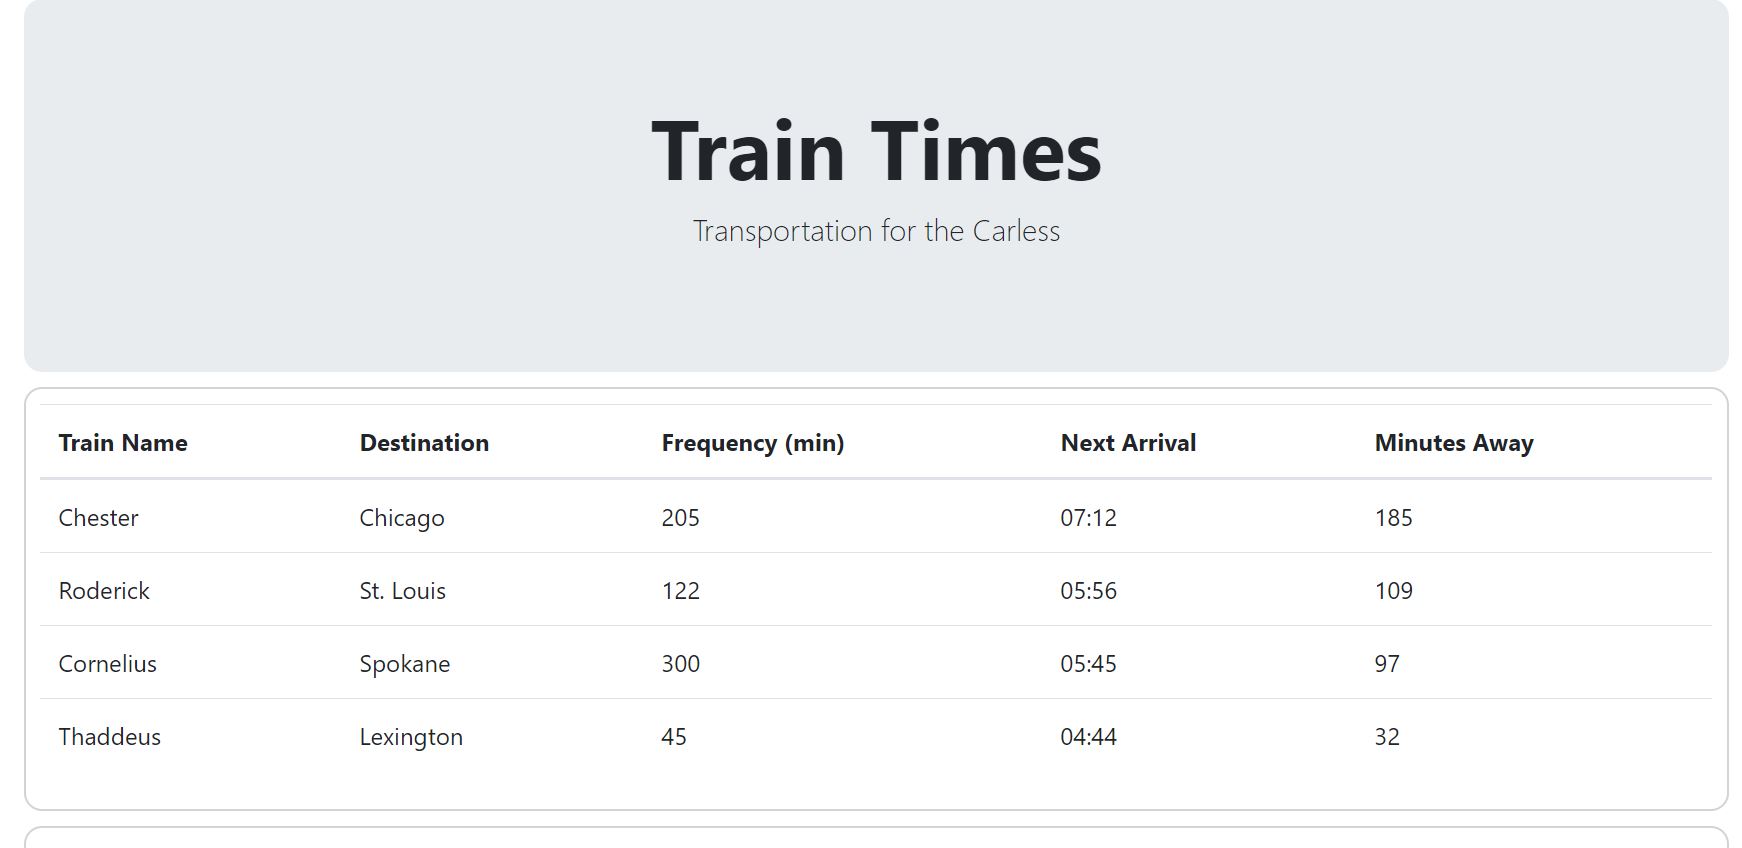 Train Times
Transportation for the Carless
Train Name Destination Frequency (min) Next Arrival Minutes Away
Chester Chicago 205 07:12 185
Roderick St. Louis 122 05:56 109
Cornelius Spokane 300 05:45 97
Thaddeus Lexington 45 04:44 32